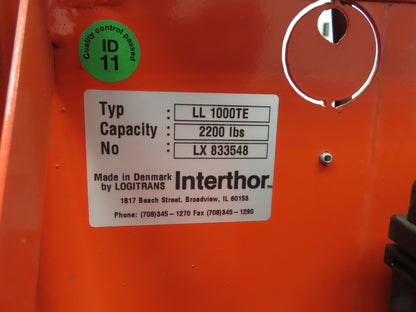 Quality control passed
ID
11
Typ : LL 1000TE
Capacity : 2200 lbs
No : LX 833548
Made in Denmark
by LOGITRANS Interthor TM
1817 Beach Street. Broadview, IL 60153
Phone: (708)345-1270 Fax (708)345-1290